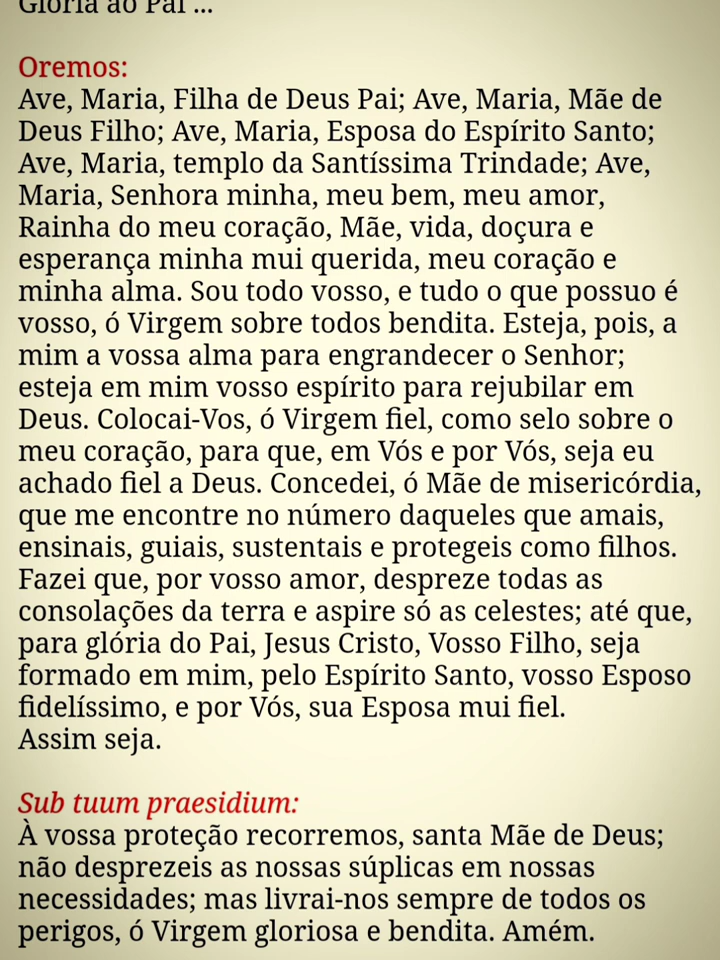 Glória ao Pai ...
Oremos:
Ave, Maria, Filha de Deus Pai; Ave, Maria, Mãe de
Deus Filho; Ave, Maria, Esposa do Espírito Santo;
Ave, Maria, templo da Santíssima Trindade; Ave,
Maria, Senhora minha, meu bem, meu amor,
Rainha do meu coração, Mãe, vida, doçura e
esperança minha mui querida, meu coração e
minha alma. Sou todo vosso, e tudo o que possuo é
vosso, ó Virgem sobre todos bendita. Esteja, pois, a
mim a vossa alma para engrandecer o Senhor;
esteja em mim vosso espírito para rejubilar em
Deus. Colocai-Vos, ó Virgem fiel, como selo sobre o
meu coração, para que, em Vós e por Vós, seja eu
achado fiel a Deus. Concedei, ó Mãe de misericórdia,
que me encontre no número daqueles que amais,
ensinais, guiais, sustentais e protegeis como filhos.
Fazei que, por vosso amor, despreze todas as
consolações da terra e aspire só as celestes; até que,
para glória do Pai, Jesus Cristo, Vosso Filho, seja
formado em mim, pelo Espírito Santo, vosso Esposo
fidelíssimo, e por Vós, sua Esposa mui fiel.
Assim seja.
Sub tuum praesidium:
À vossa proteção recorremos, santa Mãe de Deus;
não desprezeis as nossas súplicas em nossas
necessidades; mas livrai-nos sempre de todos os
perigos, ó Virgem gloriosa e bendita. Amém.